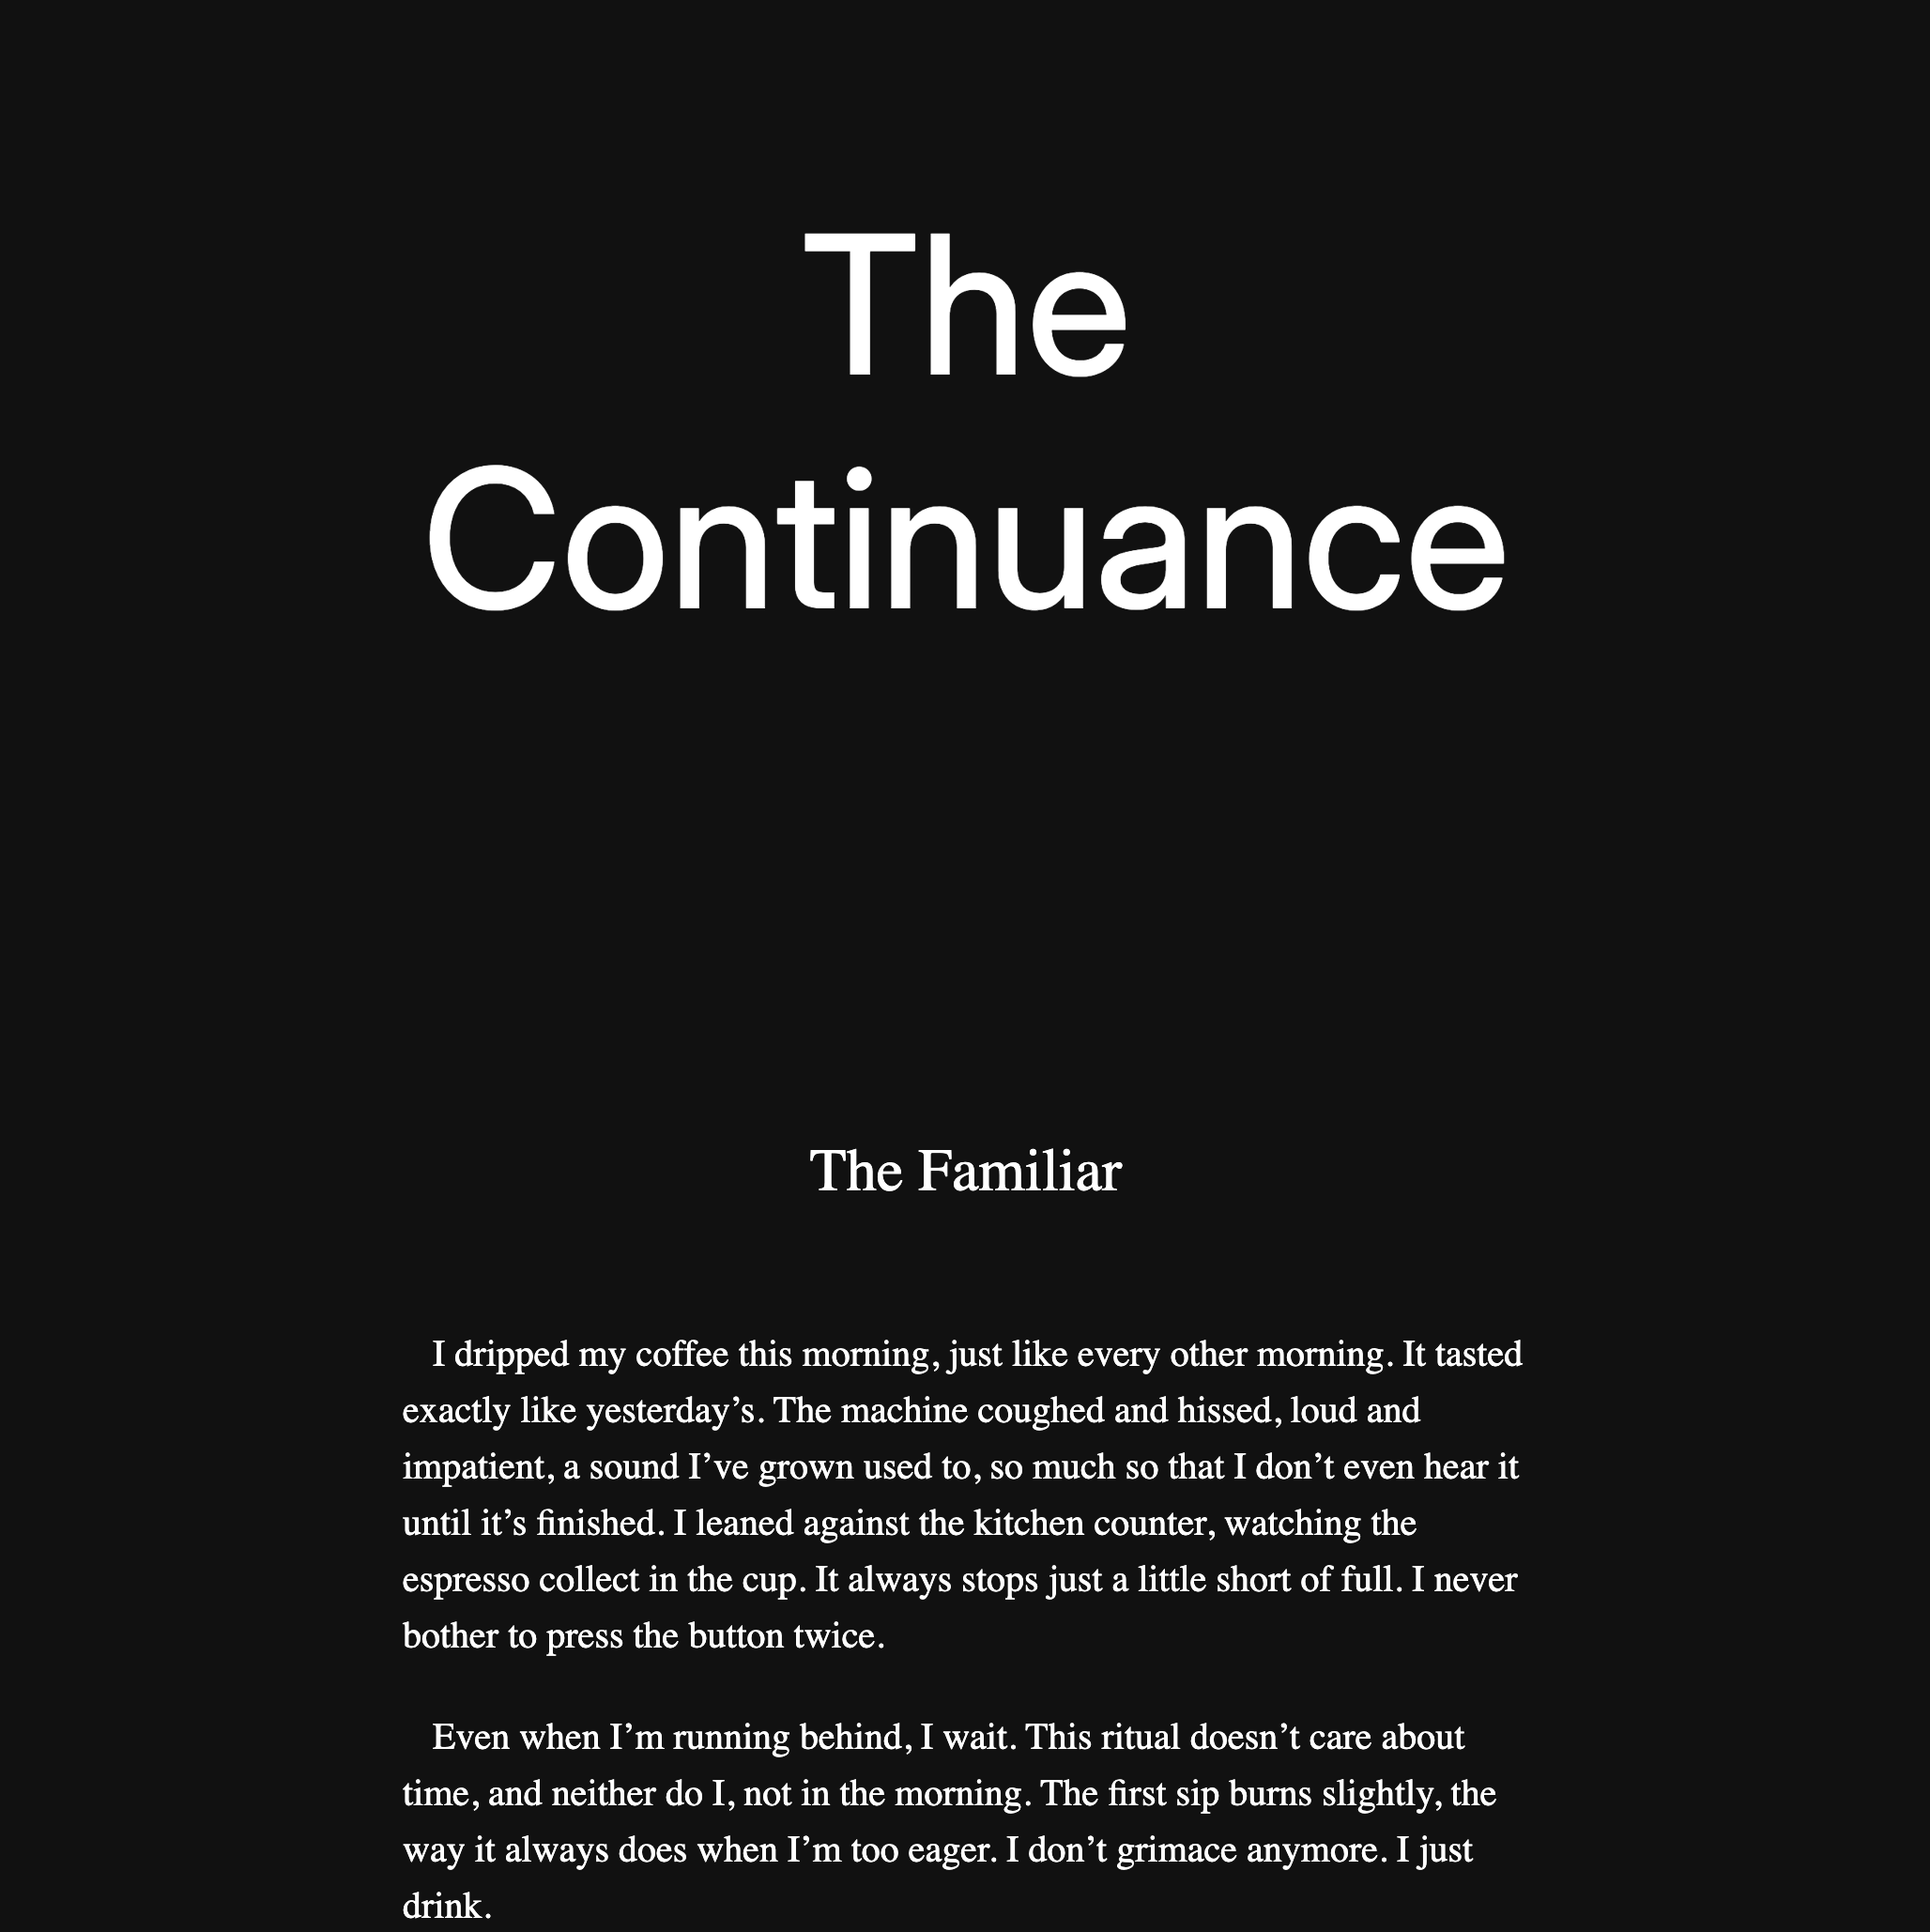 The
Continuance
The Familiar
I dripped my coffee this morning, just like every other morning. It tasted
exactly like yesterday’s. The machine coughed and hissed, loud and
impatient, a sound I’ve grown used to, so much so that I don’t even hear it
until it’s finished. I leaned against the kitchen counter, watching the
espresso collect in the cup. It always stops just a little short of full. I never
bother to press the button twice.
Even when I’m running behind, I wait. This ritual doesn’t care about
time, and neither do I, not in the morning. The first sip burns slightly, the
way it always does when I’m too eager. I don’t grimace anymore. I just
drink.